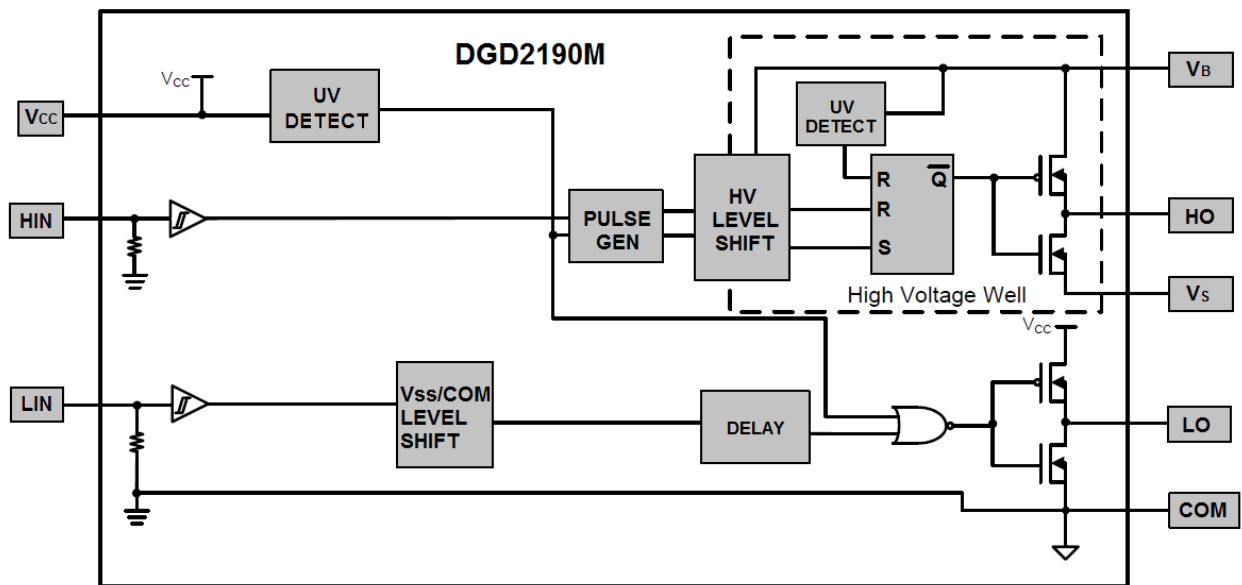 DGD2190M
VCC
VCC
UV
DETECT
UV
DETECT
VB
HIN
PULSE
GEN
HV
LEVEL
SHIFT
R
R
S
Q
HO
High Voltage Well
VS
VCC
LIN
Vss/COM
LEVEL
SHIFT
DELAY
LO
COM